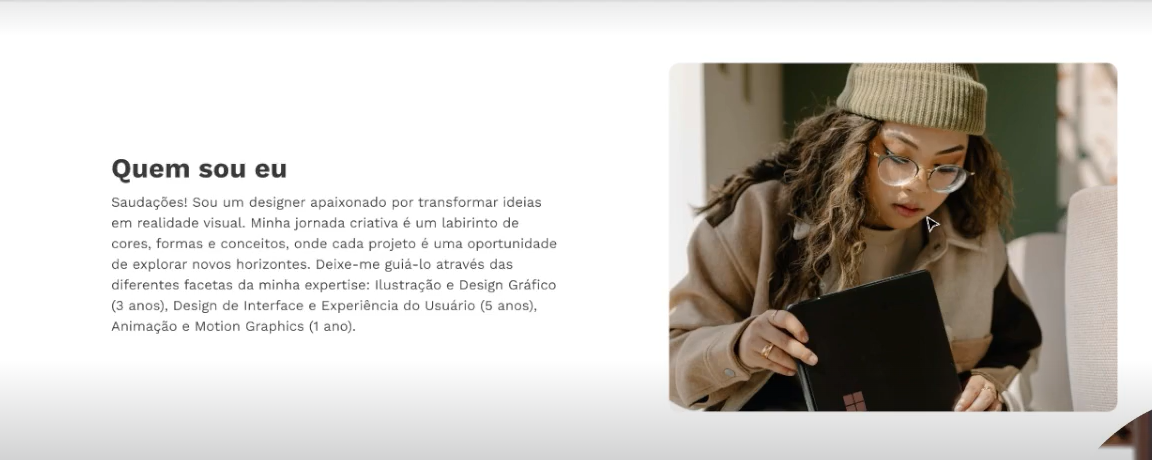 Quem sou eu
Saudações! Sou um designer apaixonado por transformar ideias
em realidade visual. Minha jornada criativa é um labirinto de
cores, formas e conceitos, onde cada projeto é uma oportunidade
de explorar novos horizontes. Deixe-me guiá-lo através das
diferentes facetas da minha expertise: Ilustração e Design Gráfico
(3 anos), Design de Interface e Experiência do Usuário (5 anos),
Animação e Motion Graphics (1 ano).